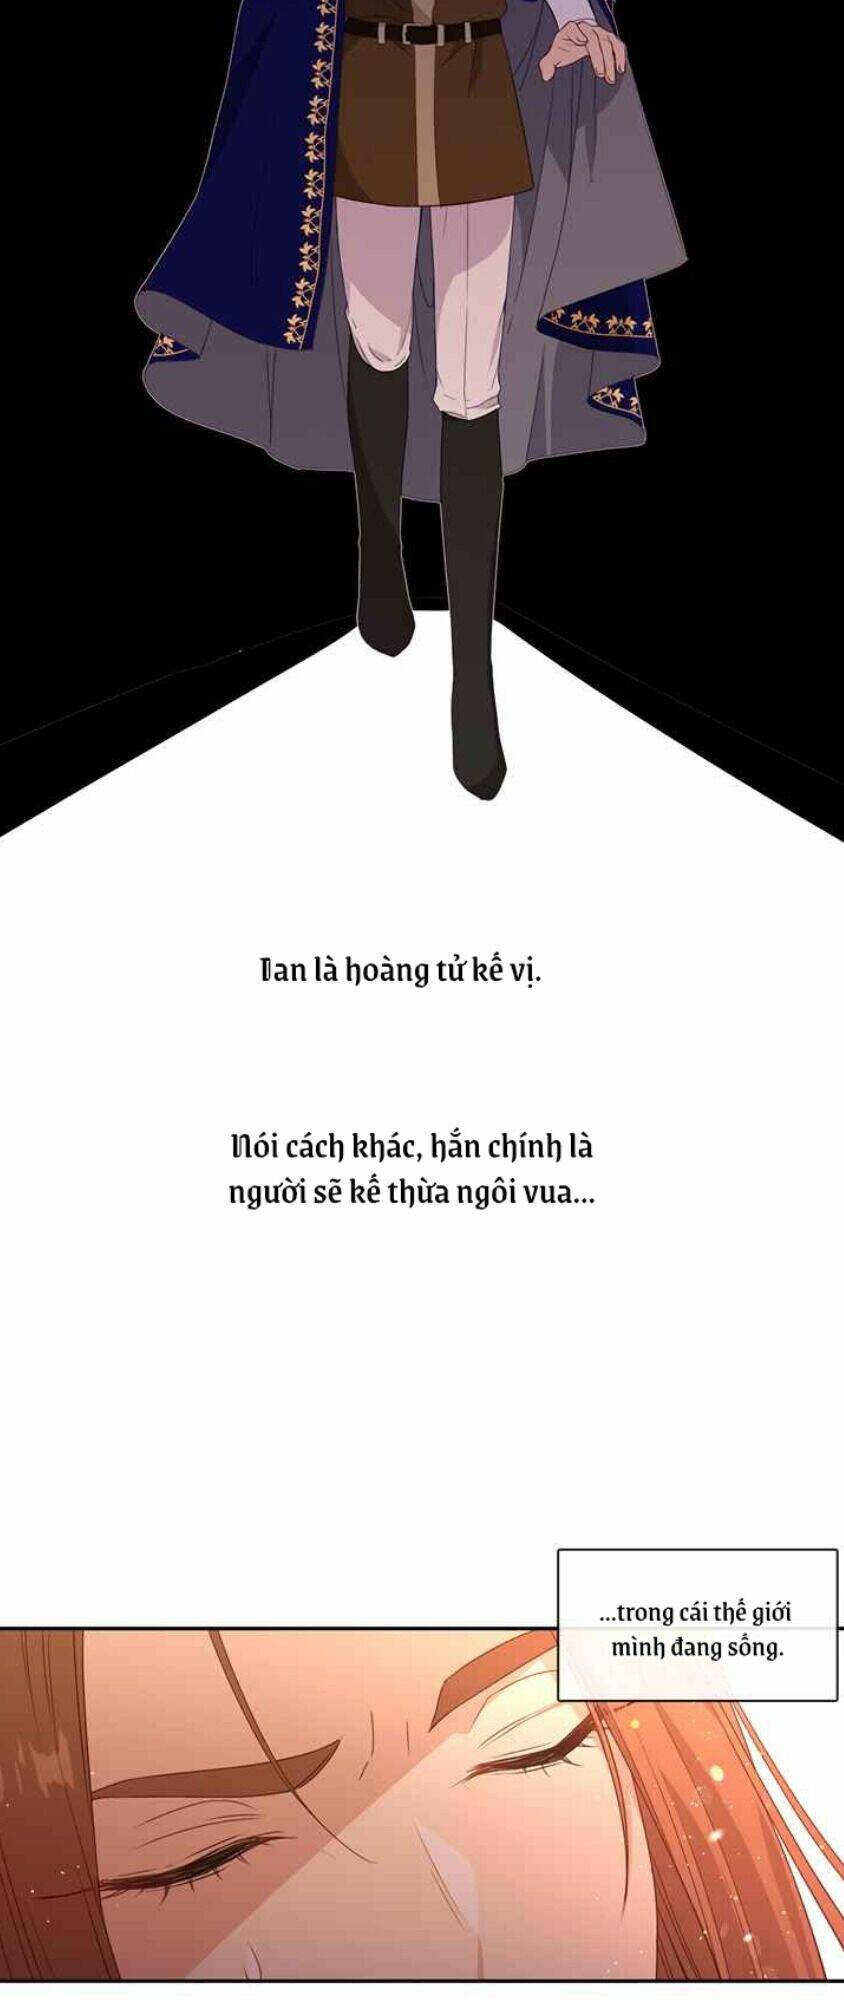 Ian là hoàng tử kế vị.
Nói cách khác, hắn chính là
người sẽ kế thừa ngôi vua...
...trong cái thế giới
mình đang sống.